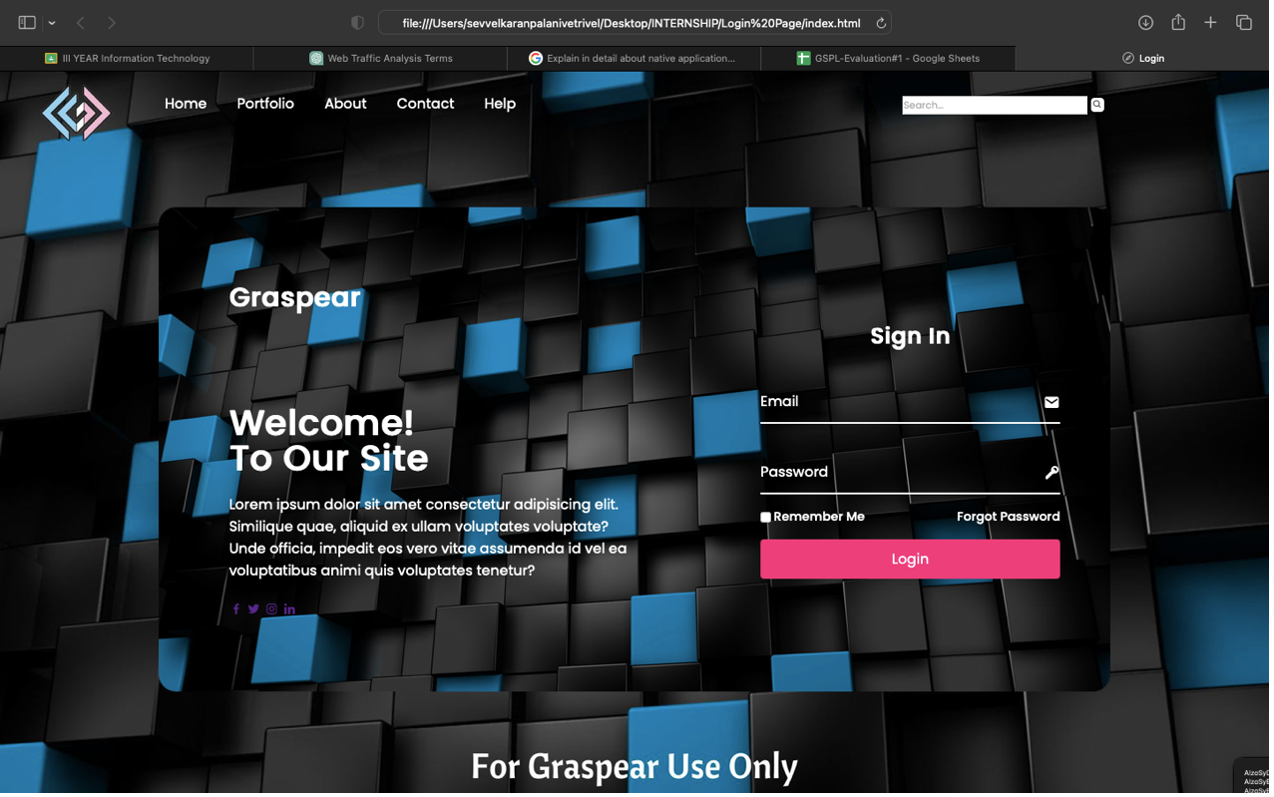 file:///Users/sevvelkaranpalanivetrivel/Desktop/INTERNSHIP/Login%20Page/index.html
III YEAR Information Technology
Web Traffic Analysis Terms
Explain in detail about native application...
GSPL-Evaluation#1 - Google Sheets
Login
Home Portfolio About Contact Help
Search...
Graspear
Welcome!
To Our Site
Lorem ipsum dolor sit amet consectetur adipisicing elit.
Similique quae, aliquid ex ullam voluptates voluptate?
Unde officia, impedit eos vero vitae assumenda id vel ea
voluptatibus animi quis voluptates tenetur?
Sign In
Email
Password
Remember Me Forgot Password
Login
For Graspear Use Only